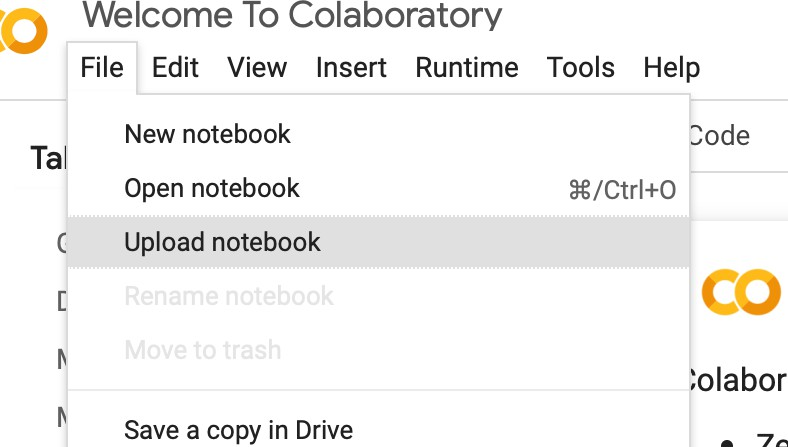 Welcome To Colaboratory
File Edit View Insert Runtime Tools Help
New notebook
Code
Open notebook ⌘/Ctrl+O
Upload notebook
Rename notebook
Move to trash
Save a copy in Drive